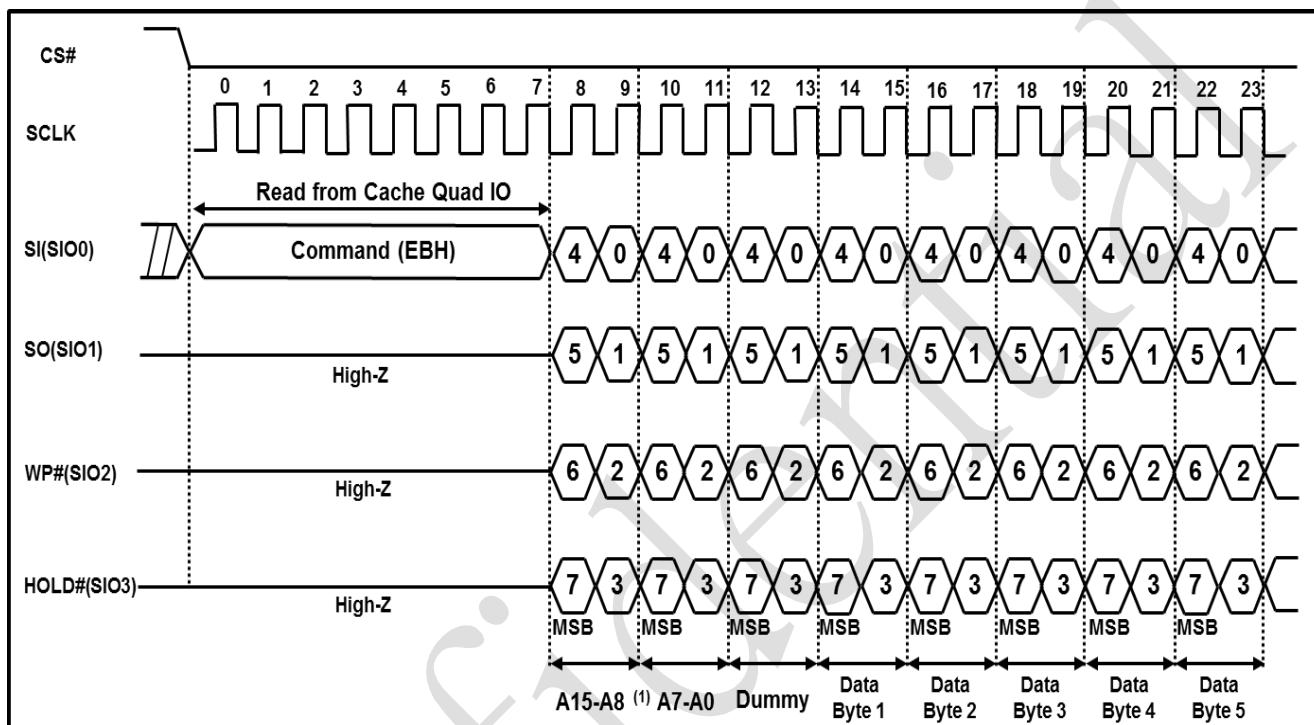 CS#
0 1 2 3 4 5 6 7 8 9 10 11 12 13 14 15 16 17 18 19 20 21 22 23
SCLK
Read from Cache Quad IO
SI(SIO0) Command (EBH) 4 0 4 0 4 0 4 0 4 0 4 0 4 0 4 0
SO(SIO1) 5 1 5 1 5 1 5 1 5 1 5 1 5 1 5 1
High-Z
WP#(SIO2) 6 2 6 2 6 2 6 2 6 2 6 2 6 2 6 2
High-Z
HOLD#(SIO3) 7 3 7 3 7 3 7 3 7 3 7 3 7 3 7 3
High-Z
MSB MSB MSB MSB MSB MSB MSB MSB
A15-A8 (1) A7-A0 Dummy Data Data Data Data Data
Byte 1 Byte 2 Byte 3 Byte 4 Byte 5